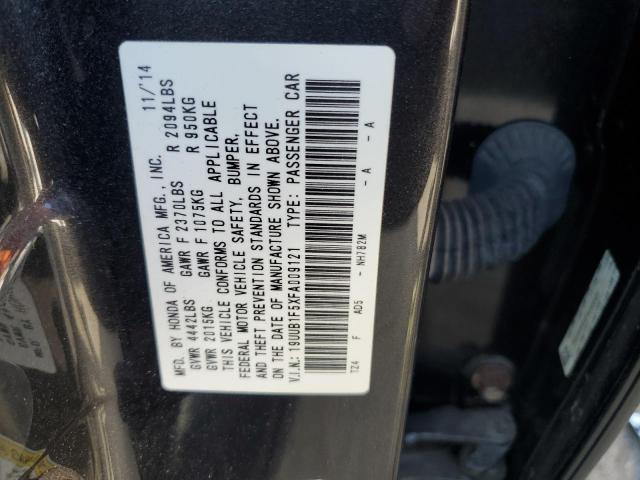 MFD. BY HONDA OF AMERICA MFG., INC. 11/'14
GVWR 4442LBS GAWR F 2370LBS R 2094LBS
GVWR 2015KG GAWR F 1075KG R 950KG
THIS VEHICLE CONFORMS TO ALL APPLICABLE
FEDERAL MOTOR VEHICLE SAFETY, BUMPER,
AND THEFT PREVENTION STANDARDS IN EFFECT
ON THE DATE OF MANUFACTURE SHOWN ABOVE.
V.I.N.: 19UUB1F5XFA009121 TYPE: PASSENGER CAR
TZ4 F AD5 - NH782M - A - A